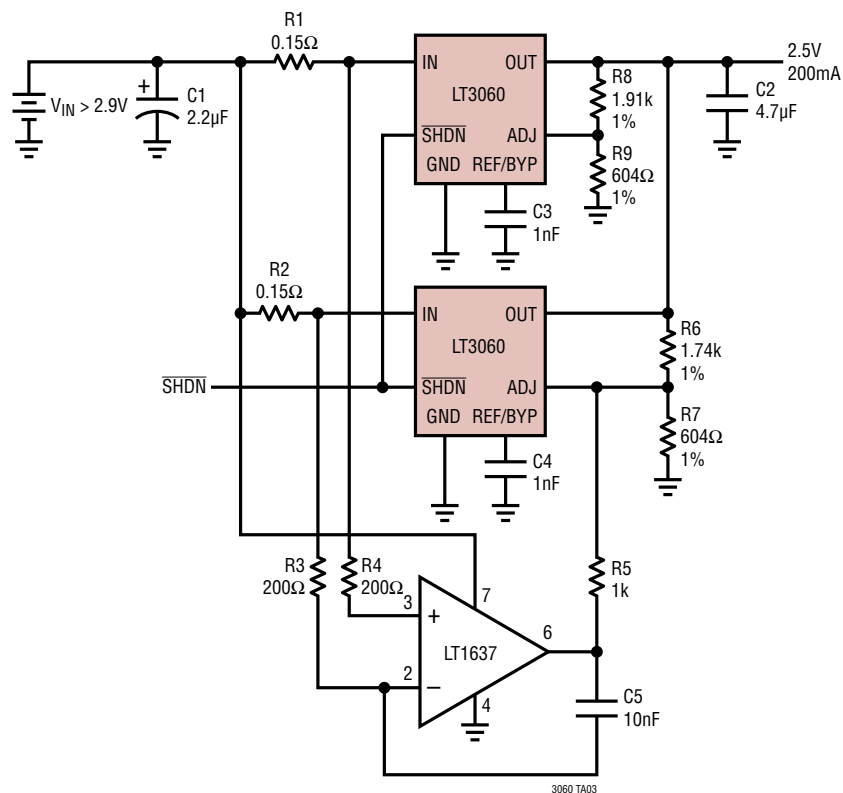 R1
0.15Ω
2.5V
200mA
IN
OUT
LT3060
SHDN
ADJ
GND
REF/BYP
R8
1.91k
1%
R9
604Ω
1%
C2
4.7µF
+
C1
2.2µF
VIN > 2.9V
C3
1nF
R2
0.15Ω
IN
OUT
LT3060
SHDN
SHDN
ADJ
GND
REF/BYP
R6
1.74k
1%
R7
604Ω
1%
C4
1nF
R3
200Ω
R4
200Ω
R5
1k
3
+
7
LT1637
6
2
–
4
C5
10nF
3060 TA03